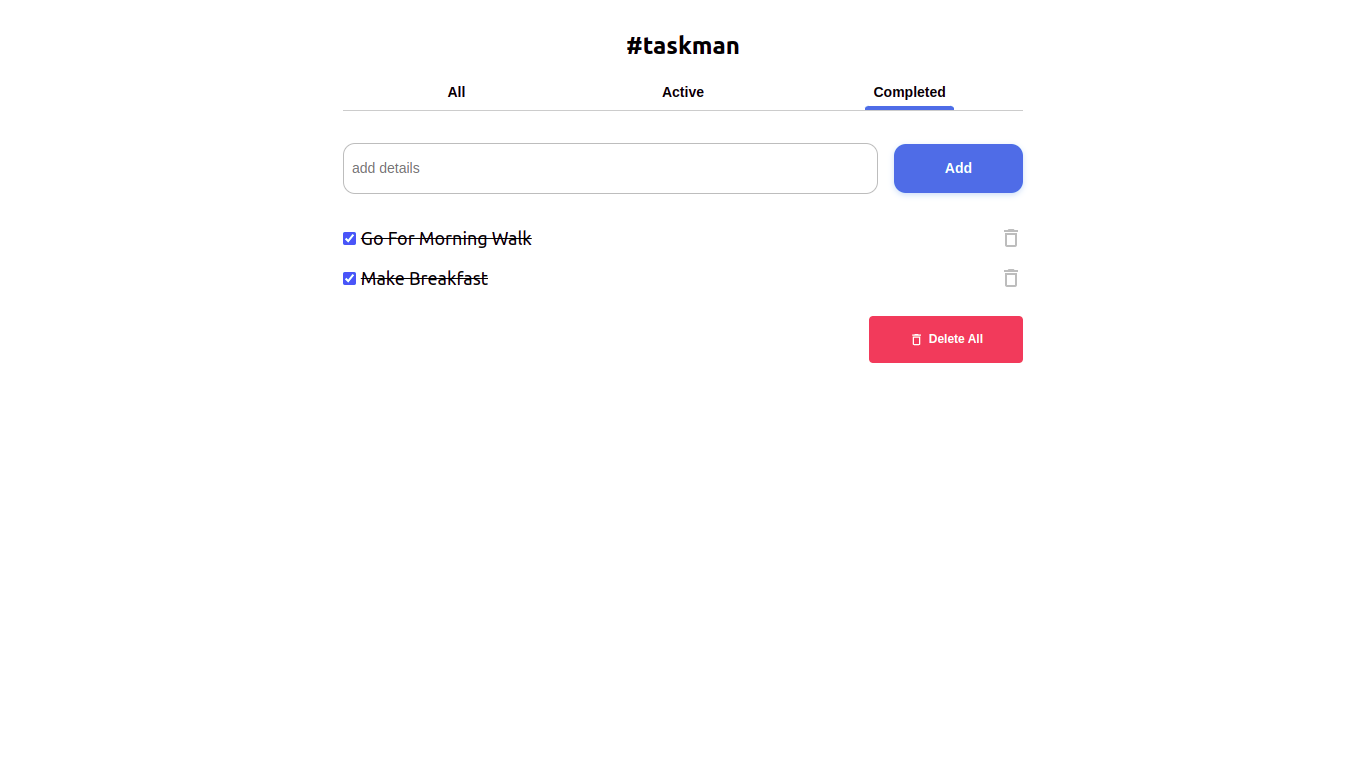 #taskman
All Active Completed
add details Add
Go For Morning Walk
Make Breakfast
Delete All